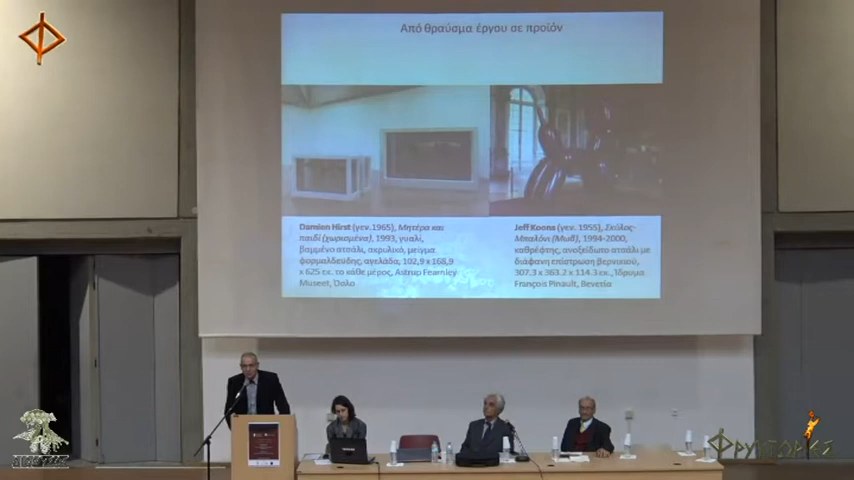 Από θραύσμα έργου σε προϊόν
Damien Hirst (γεν.1965), Μητέρα και
παιδί (χωρισμένα), 1993, γυαλί,
βαμμένο ατσάλι, ακρυλικό, μείγμα
φορμαλδεΰδης, αγελάδα, 102,9 x 168,9
x 625 εκ. το κάθε μέρος, Astrup Fearnley
Museet, Όσλο
Jeff Koons (γεν. 1955), Σκύλος-
Μπαλόνι (Μωβ), 1994-2000,
καθρέφτης, ανοξείδωτο ατσάλι με
διάφανη επίστρωση βερνικιού,
307.3 x 363.2 x 114.3 εκ., Ίδρυμα
François Pinault, Βενετία
ΦΡΥΚΤΟΡΙΕΣ